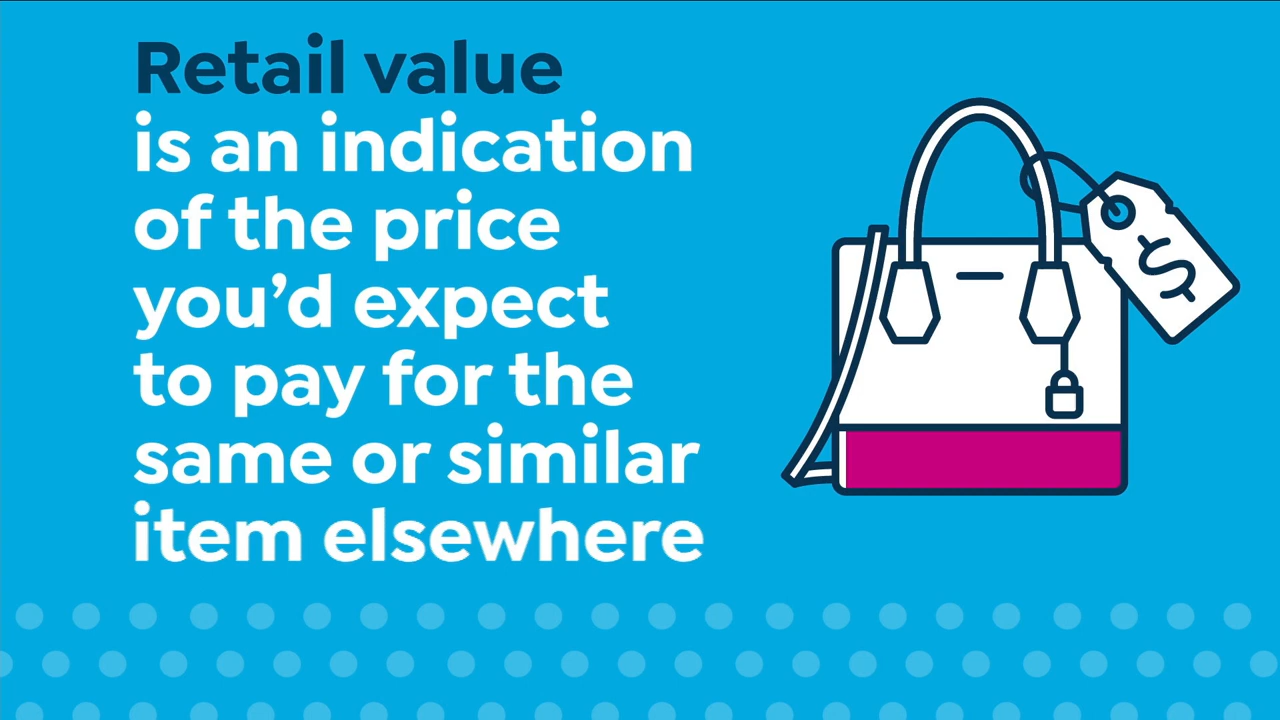 Retail value
is an indication
of the price
you’d expect
to pay for the
same or similar
item elsewhere
$